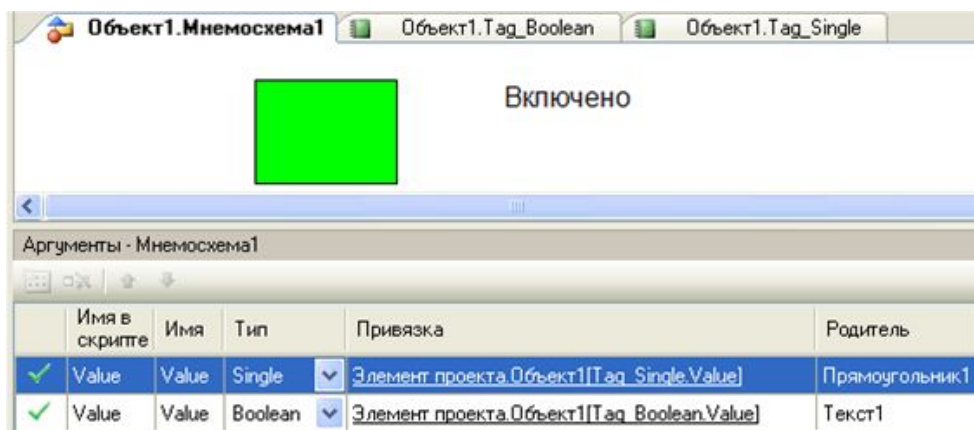 Объект1.Мнемосхема1 Объект1.Tag_Boolean Объект1.Tag_Single
Включено
Аргументы - Мнемосхема1
Имя в скрипте Имя Тип Привязка Родитель
Value Value Single Элемент проекта.Объект1[Tag_Single.Value] Прямоугольник1
Value Value Boolean Элемент проекта.Объект1[Tag_Boolean.Value] Текст1